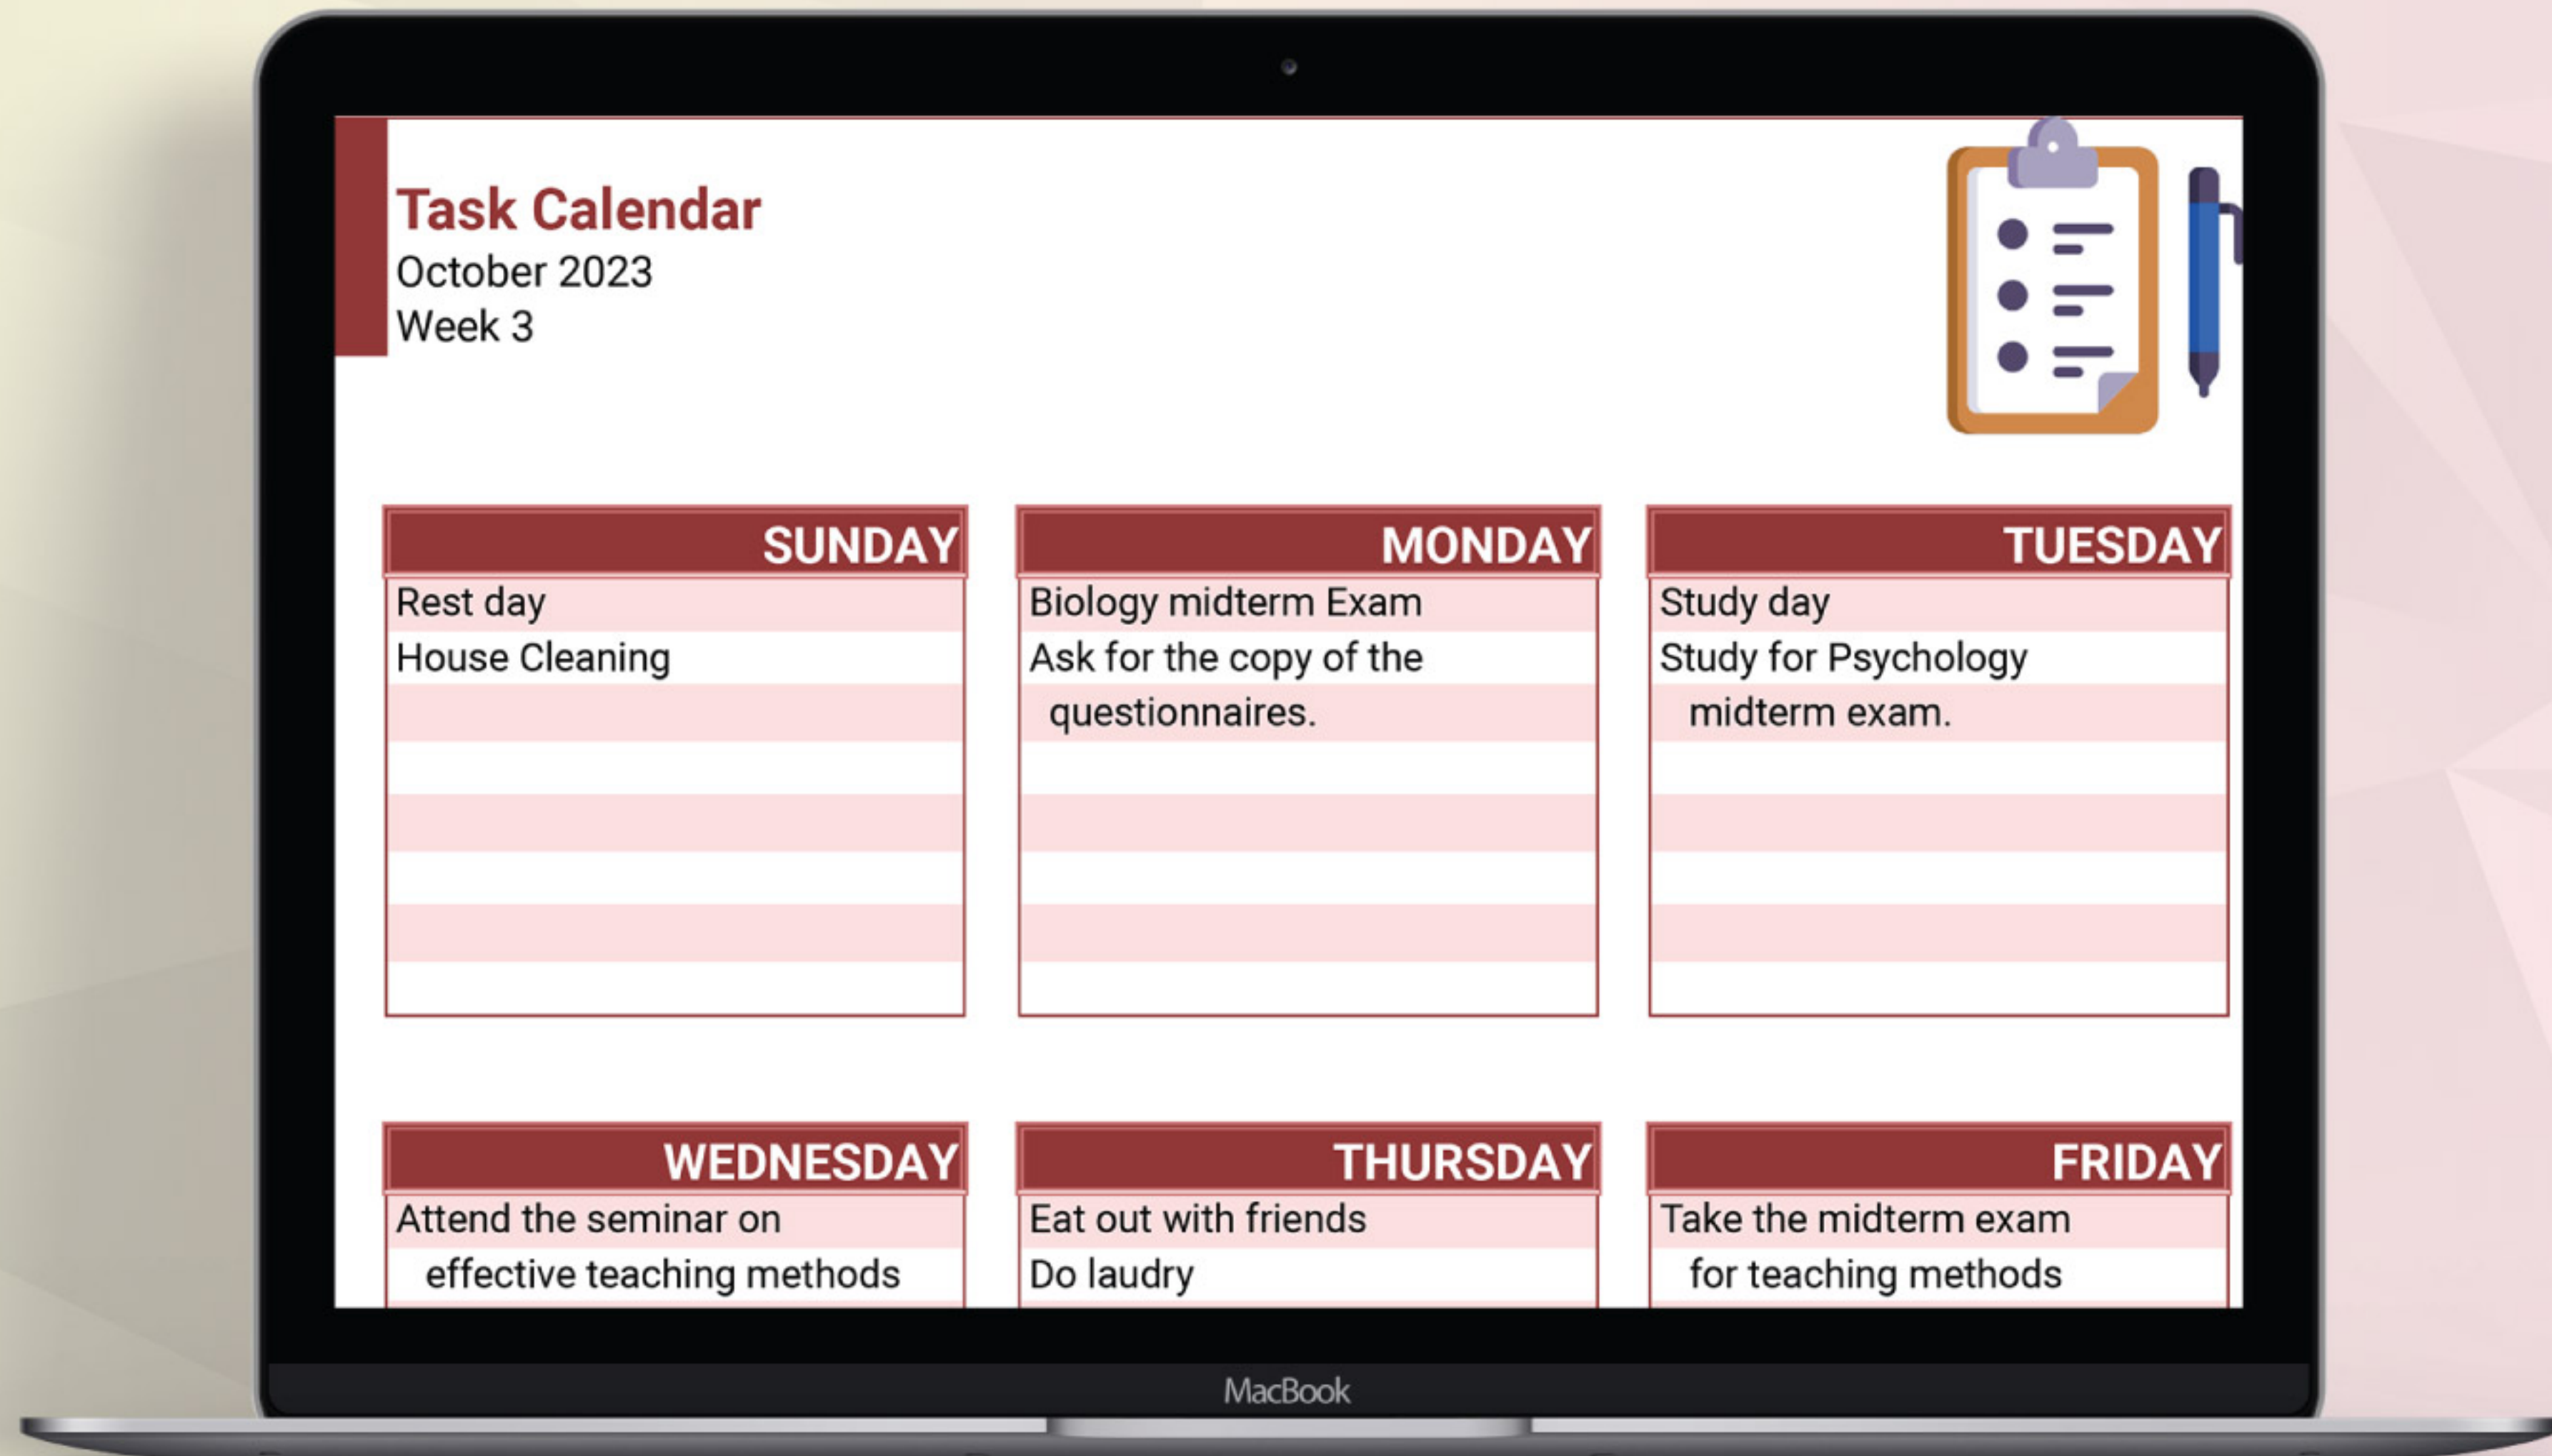 Task Calendar
October 2023
Week 3
SUNDAY
Rest day
House Cleaning
MONDAY
Biology midterm Exam
Ask for the copy of the
questionnaires.
TUESDAY
Study day
Study for Psychology
midterm exam.
WEDNESDAY
Attend the seminar on
effective teaching methods
THURSDAY
Eat out with friends
Do laudry
FRIDAY
Take the midterm exam
for teaching methods
MacBook